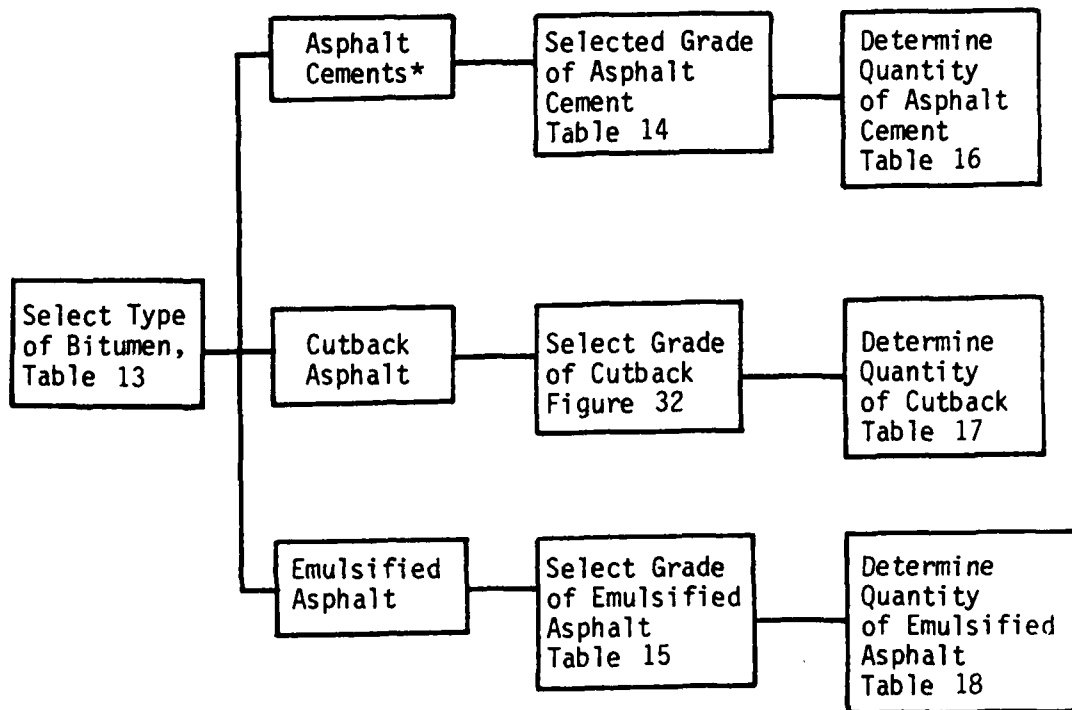 Select Type
of Bitumen,
Table 13
Asphalt
Cements*
Selected Grade
of Asphalt
Cement
Table 14
Determine
Quantity
of Asphalt
Cement
Table 16
Cutback
Asphalt
Select Grade
of Cutback
Figure 32
Determine
Quantity
of Cutback
Table 17
Emulsified
Asphalt
Select Grade
of Emulsified
Asphalt
Table 15
Determine
Quantity
of Emulsified
Asphalt
Table 18